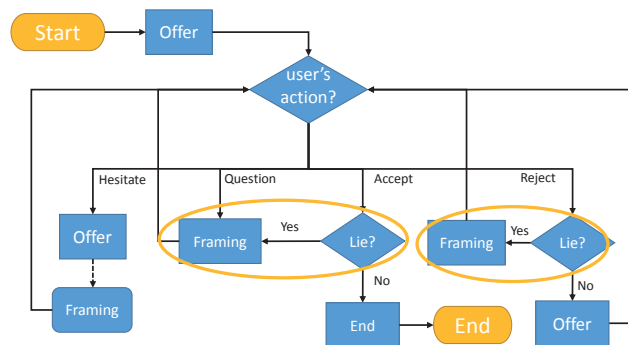 Start
Offer
user's
action?
Hesitate
Question
Accept
Reject
Offer
Framing
Yes
Lie?
Framing
Yes
Lie?
No
No
Framing
End
End
Offer